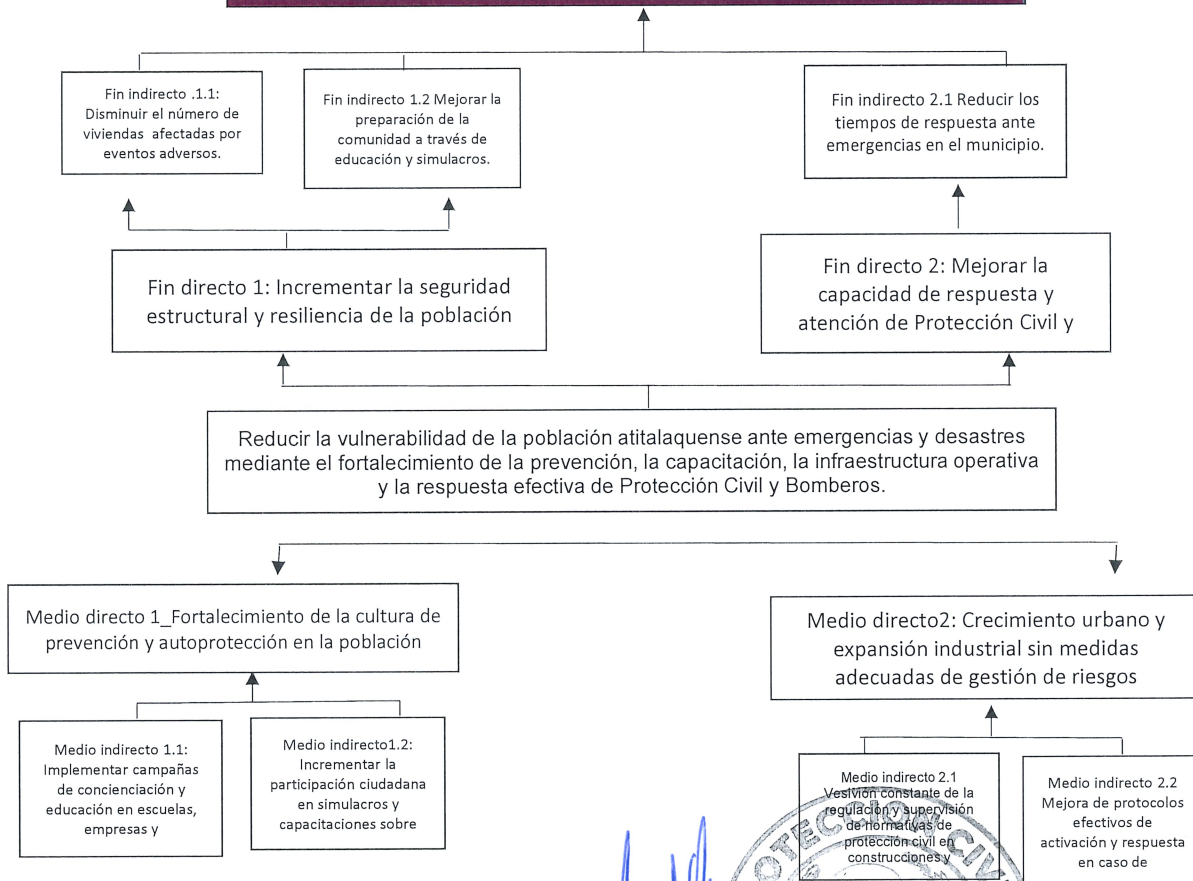 Fin indirecto .1.1:
Disminuir el número de
viviendas afectadas por
eventos adversos.
Fin indirecto 1.2 Mejorar la
preparación de la
comunidad a través de
educación y simulacros.
Fin indirecto 2.1 Reducir los
tiempos de respuesta ante
emergencias en el municipio.
Fin directo 1: Incrementar la seguridad
estructural y resiliencia de la población
Fin directo 2: Mejorar la
capacidad de respuesta y
atención de Protección Civil y
Reducir la vulnerabilidad de la población atitalaquense ante emergencias y desastres
mediante el fortalecimiento de la prevención, la capacitación, la infraestructura operativa
y la respuesta efectiva de Protección Civil y Bomberos.
Medio directo 1_Fortalecimiento de la cultura de
prevención y autoprotección en la población
Medio directo2: Crecimiento urbano y
expansión industrial sin medidas
adecuadas de gestión de riesgos
Medio indirecto 1.1:
Implementar campañas
de concienciación y
educación en escuelas,
empresas y
Medio indirecto1.2:
Incrementar la
participación ciudadana
en simulacros y
capacitaciones sobre
Medio indirecto 2.1
Vesivión constante de la
regulación y supervisión
de normativas de
protección civil en
construcciones y
Medio indirecto 2.2
Mejora de protocolos
efectivos de
activación y respuesta
en caso de